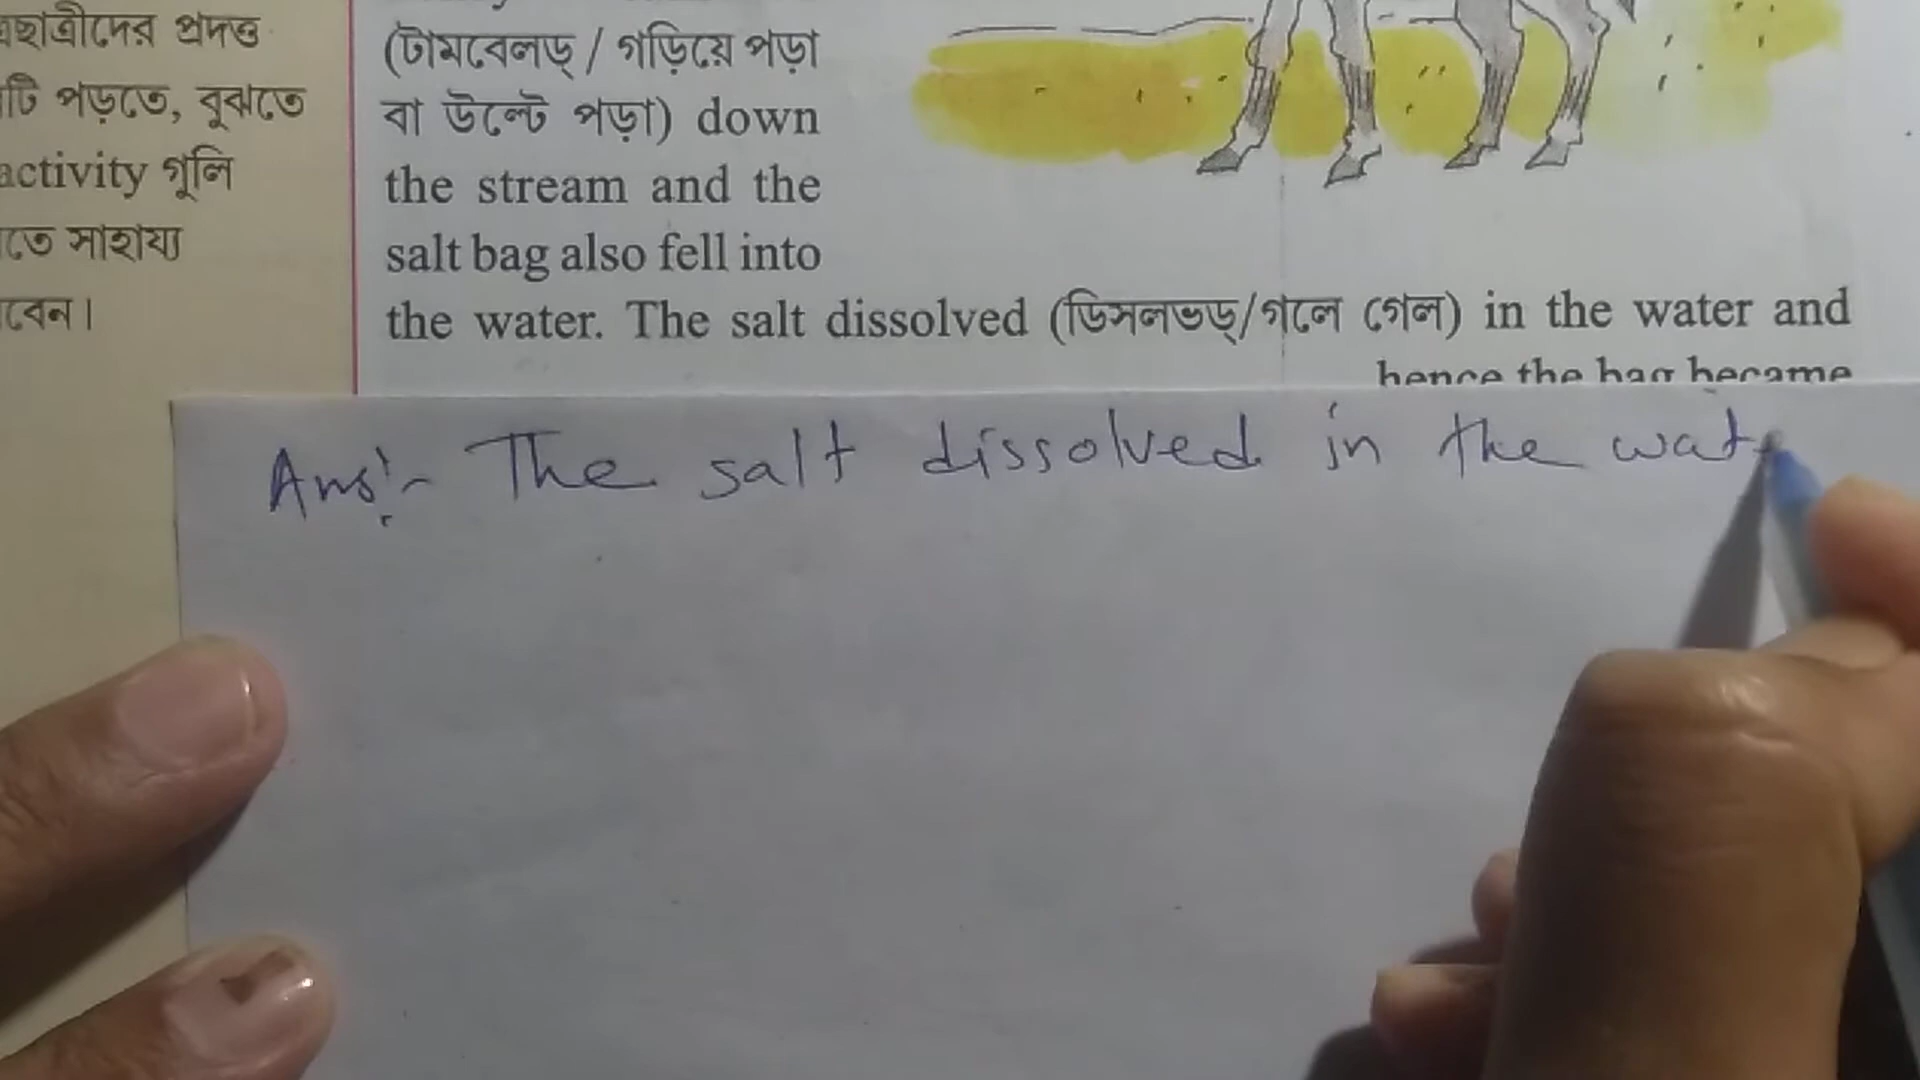 ত্রছাত্রীদের প্রদত্ত
টি পড়তে, বুঝতে
activity গুলি
তে সাহায্য
বেন।
(টামবেলড্ / গড়িয়ে পড়া
বা উল্টে পড়া) down
the stream and the
salt bag also fell into
the water. The salt dissolved (ডিসলভড্/গলে গেল) in the water and
hence the bag became
Ans:- The salt dissolved in the wat